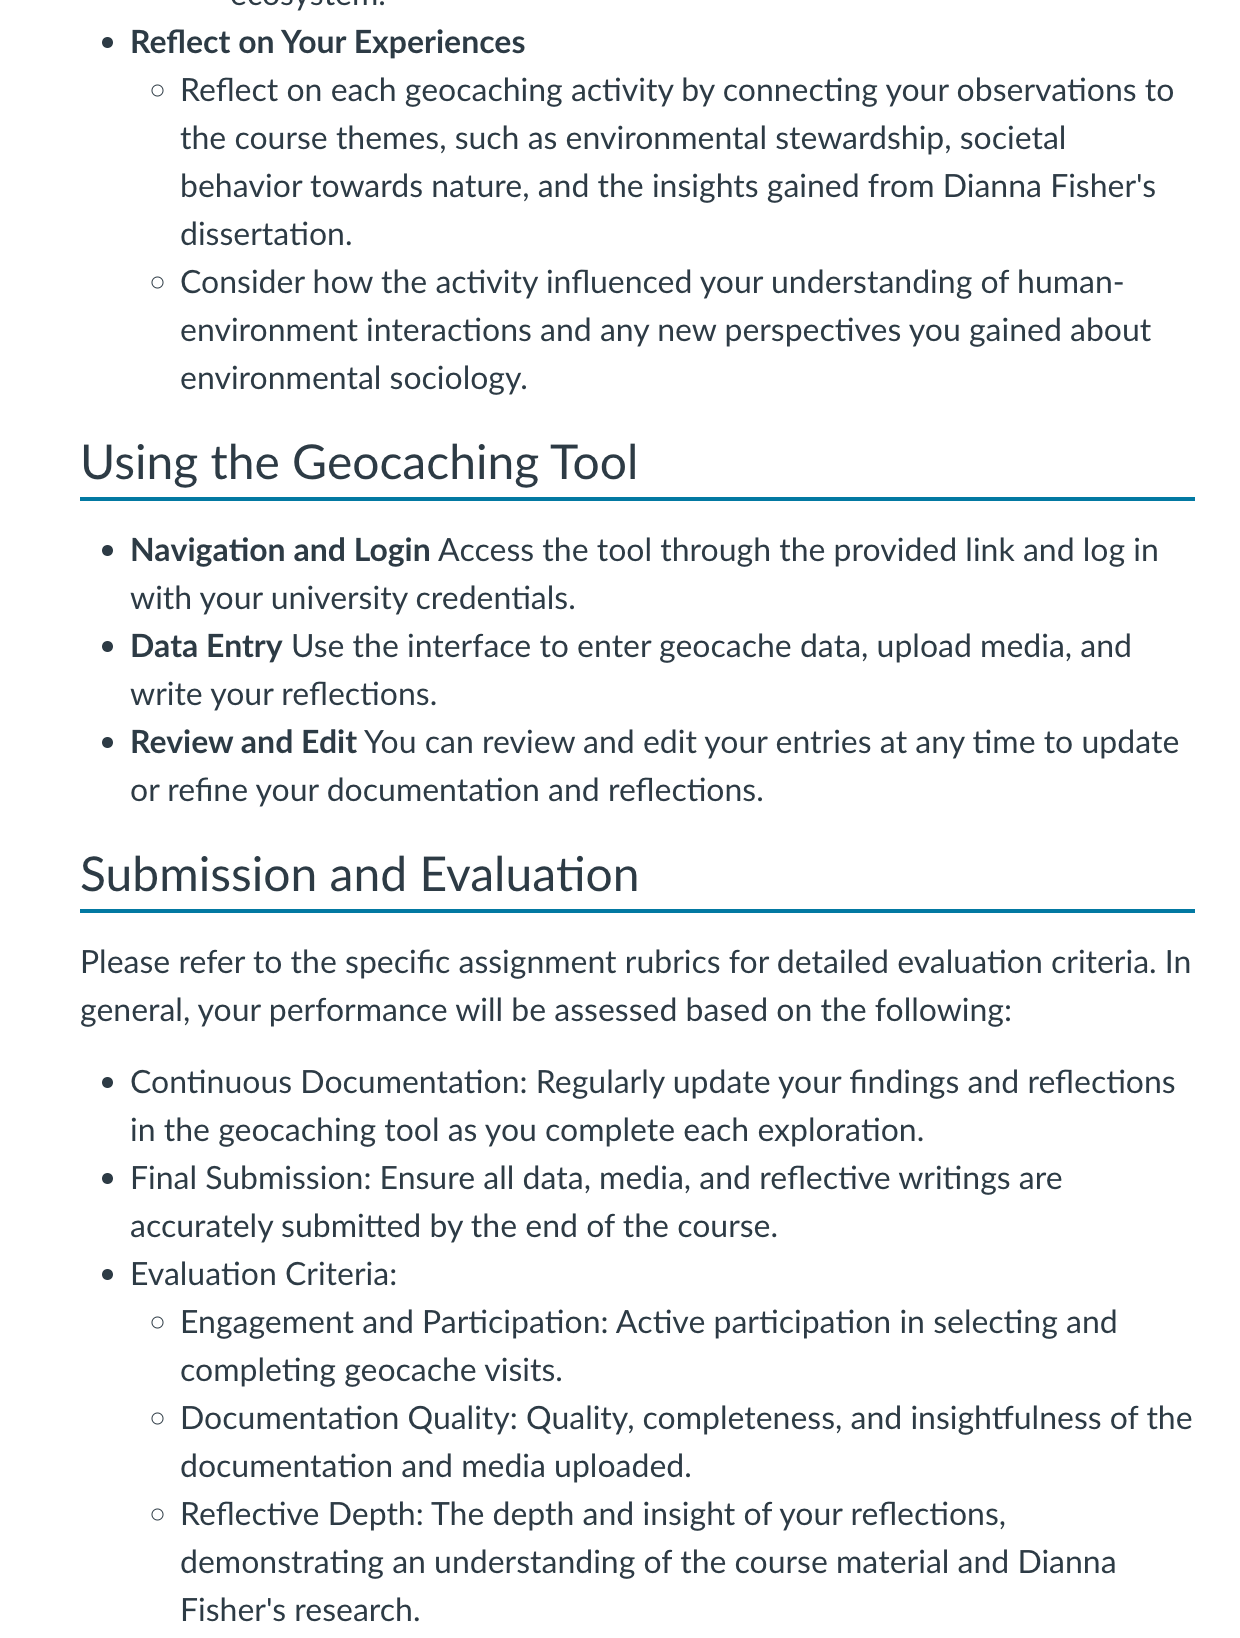 ecosystem.
Reflect on Your Experiences
Reflect on each geocaching activity by connecting your observations to
the course themes, such as environmental stewardship, societal
behavior towards nature, and the insights gained from Dianna Fisher's
dissertation.
Consider how the activity influenced your understanding of human-
environment interactions and any new perspectives you gained about
environmental sociology.
Using the Geocaching Tool
Navigation and Login Access the tool through the provided link and log in
with your university credentials.
Data Entry Use the interface to enter geocache data, upload media, and
write your reflections.
Review and Edit You can review and edit your entries at any time to update
or refine your documentation and reflections.
Submission and Evaluation
Please refer to the specific assignment rubrics for detailed evaluation criteria. In
general, your performance will be assessed based on the following:
Continuous Documentation: Regularly update your findings and reflections
in the geocaching tool as you complete each exploration.
Final Submission: Ensure all data, media, and reflective writings are
accurately submitted by the end of the course.
Evaluation Criteria:
Engagement and Participation: Active participation in selecting and
completing geocache visits.
Documentation Quality: Quality, completeness, and insightfulness of the
documentation and media uploaded.
Reflective Depth: The depth and insight of your reflections,
demonstrating an understanding of the course material and Dianna
Fisher's research.